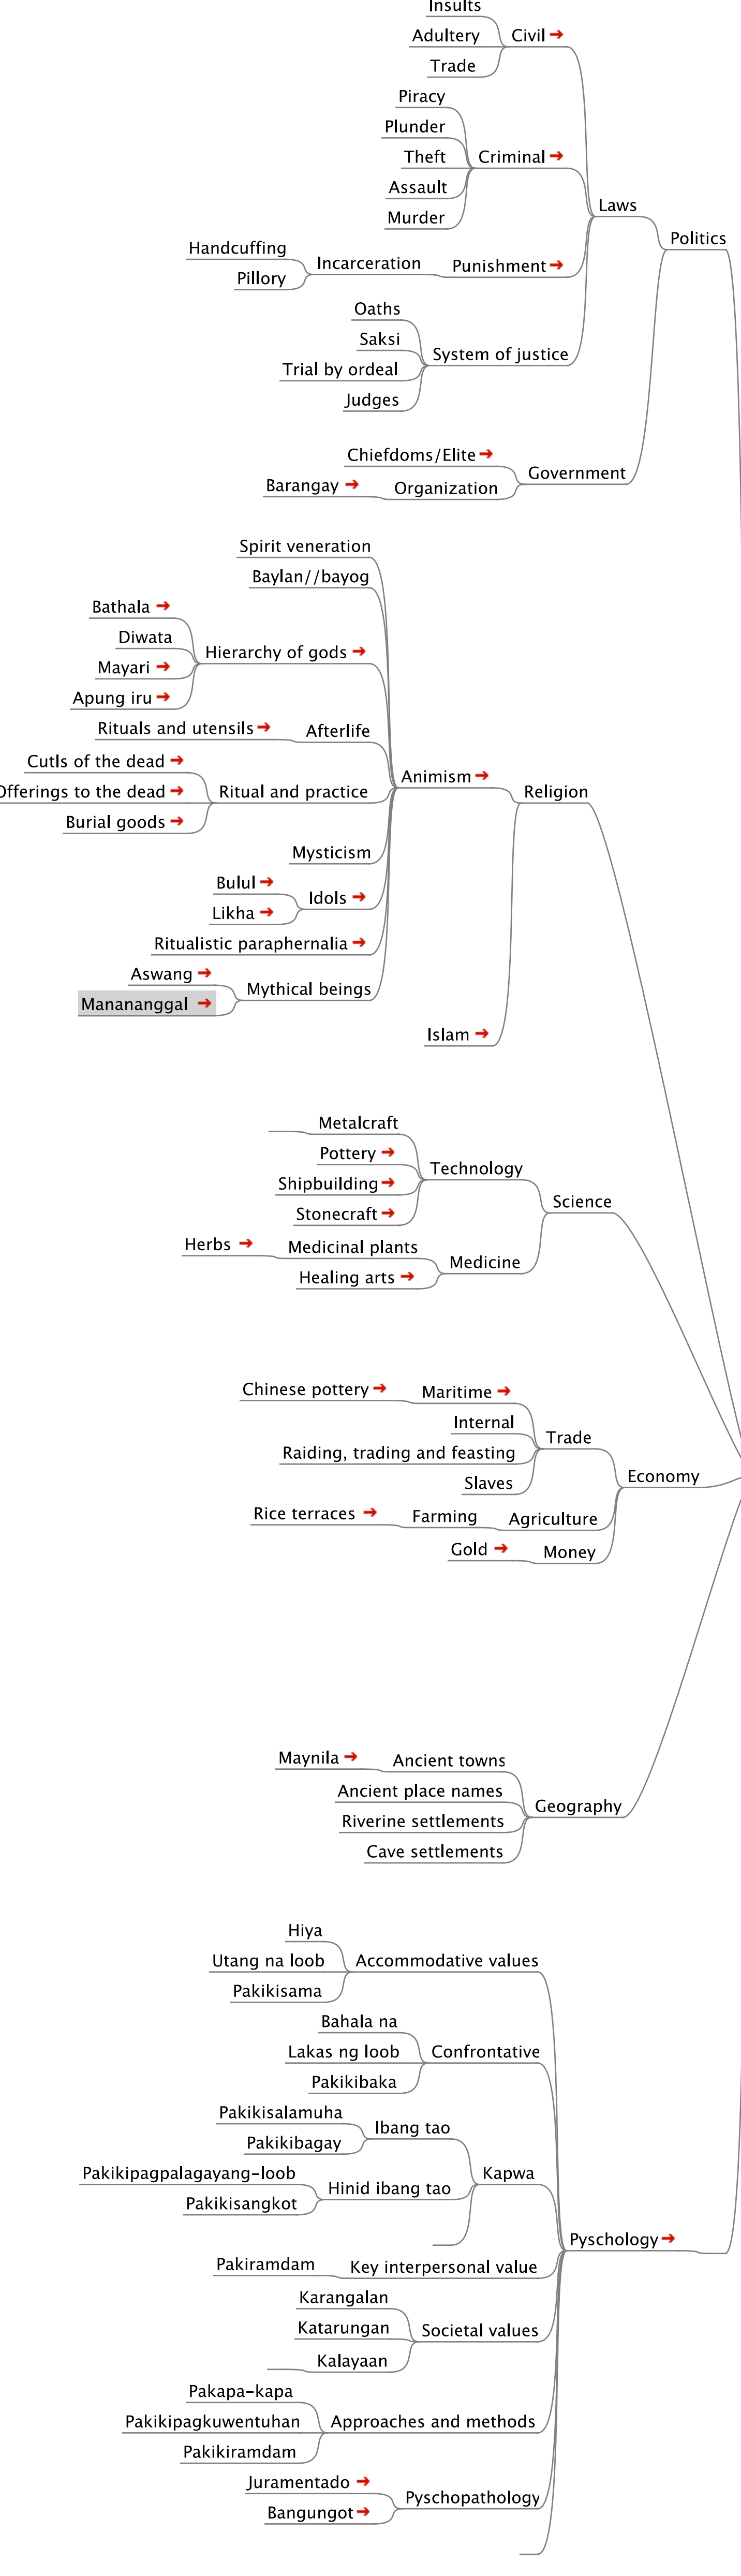 Insults
Adultery
Civil
Trade
Piracy
Plunder
Theft
Criminal
Assault
Murder
Laws
Politics
Handcuffing
Incarceration
Punishment
Pillory
Oaths
Saksi
System of justice
Trial by ordeal
Judges
Chiefdoms/Elite
Government
Barangay
Organization
Spirit veneration
Baylan//bayog
Bathala
Diwata
Hierarchy of gods
Mayari
Apung iru
Rituals and utensils
Afterlife
Cutls of the dead
Animism
Religion
Offerings to the dead
Ritual and practice
Burial goods
Mysticism
Bulul
Idols
Likha
Ritualistic paraphernalia
Aswang
Mythical beings
Manananggal
Islam
Metalcraft
Pottery
Technology
Shipbuilding
Science
Stonecraft
Herbs
Medicinal plants
Medicine
Healing arts
Chinese pottery
Maritime
Internal
Trade
Raiding, trading and feasting
Slaves
Economy
Rice terraces
Farming
Agriculture
Gold
Money
Maynila
Ancient towns
Ancient place names
Geography
Riverine settlements
Cave settlements
Hiya
Utang na loob
Accommodative values
Pakikisama
Bahala na
Lakas ng loob
Confrontative
Pakikibaka
Pakikisalamuha
Ibang tao
Pakikibagay
Pakikipagpalagayang-loob
Kapwa
Hinid ibang tao
Pakikisangkot
Pyschology
Pakiramdam
Key interpersonal value
Karangalan
Katarungan
Societal values
Kalayaan
Pakapa-kapa
Pakikipagkuwentuhan
Approaches and methods
Pakikiramdam
Juramentado
Pyschopathology
Bangungot